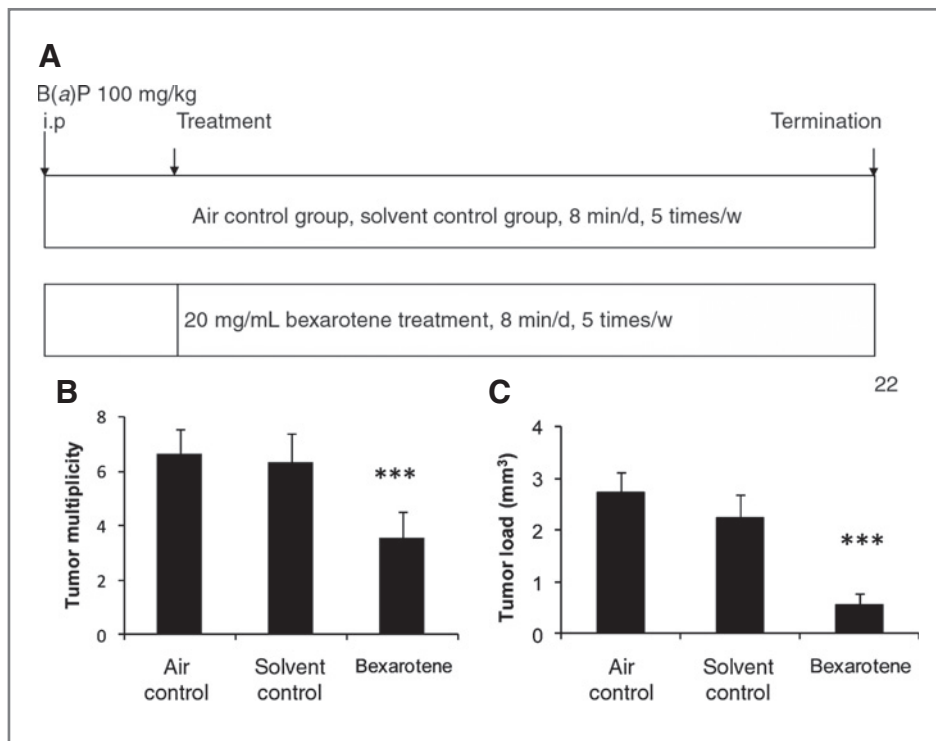 A
B(a)P 100 mg/kg
i.p Treatment Termination
Air control group, solvent control group, 8 min/d, 5 times/w
20 mg/mL bexarotene treatment, 8 min/d, 5 times/w
22
B
Tumor multiplicity
8
6
4
2
0
***
Air control
Solvent control
Bexarotene
C
Tumor load (mm³)
4
3
2
1
0
***
Air control
Solvent control
Bexarotene